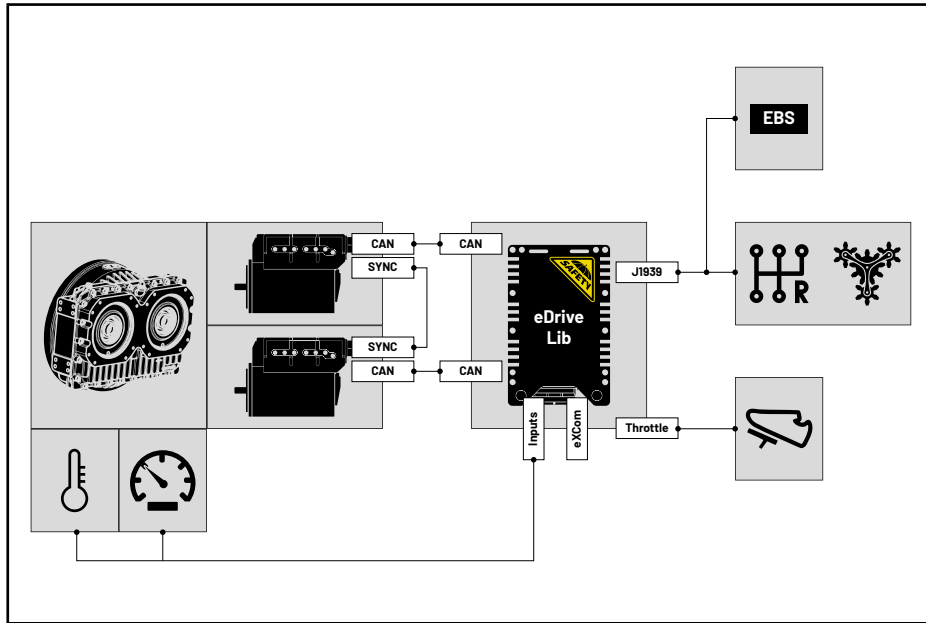 EBS
CAN
CAN
SYNC
J1939
SAFETY
R
eDrive
Lib
SYNC
CAN
CAN
Inputs
eXCom
Throttle